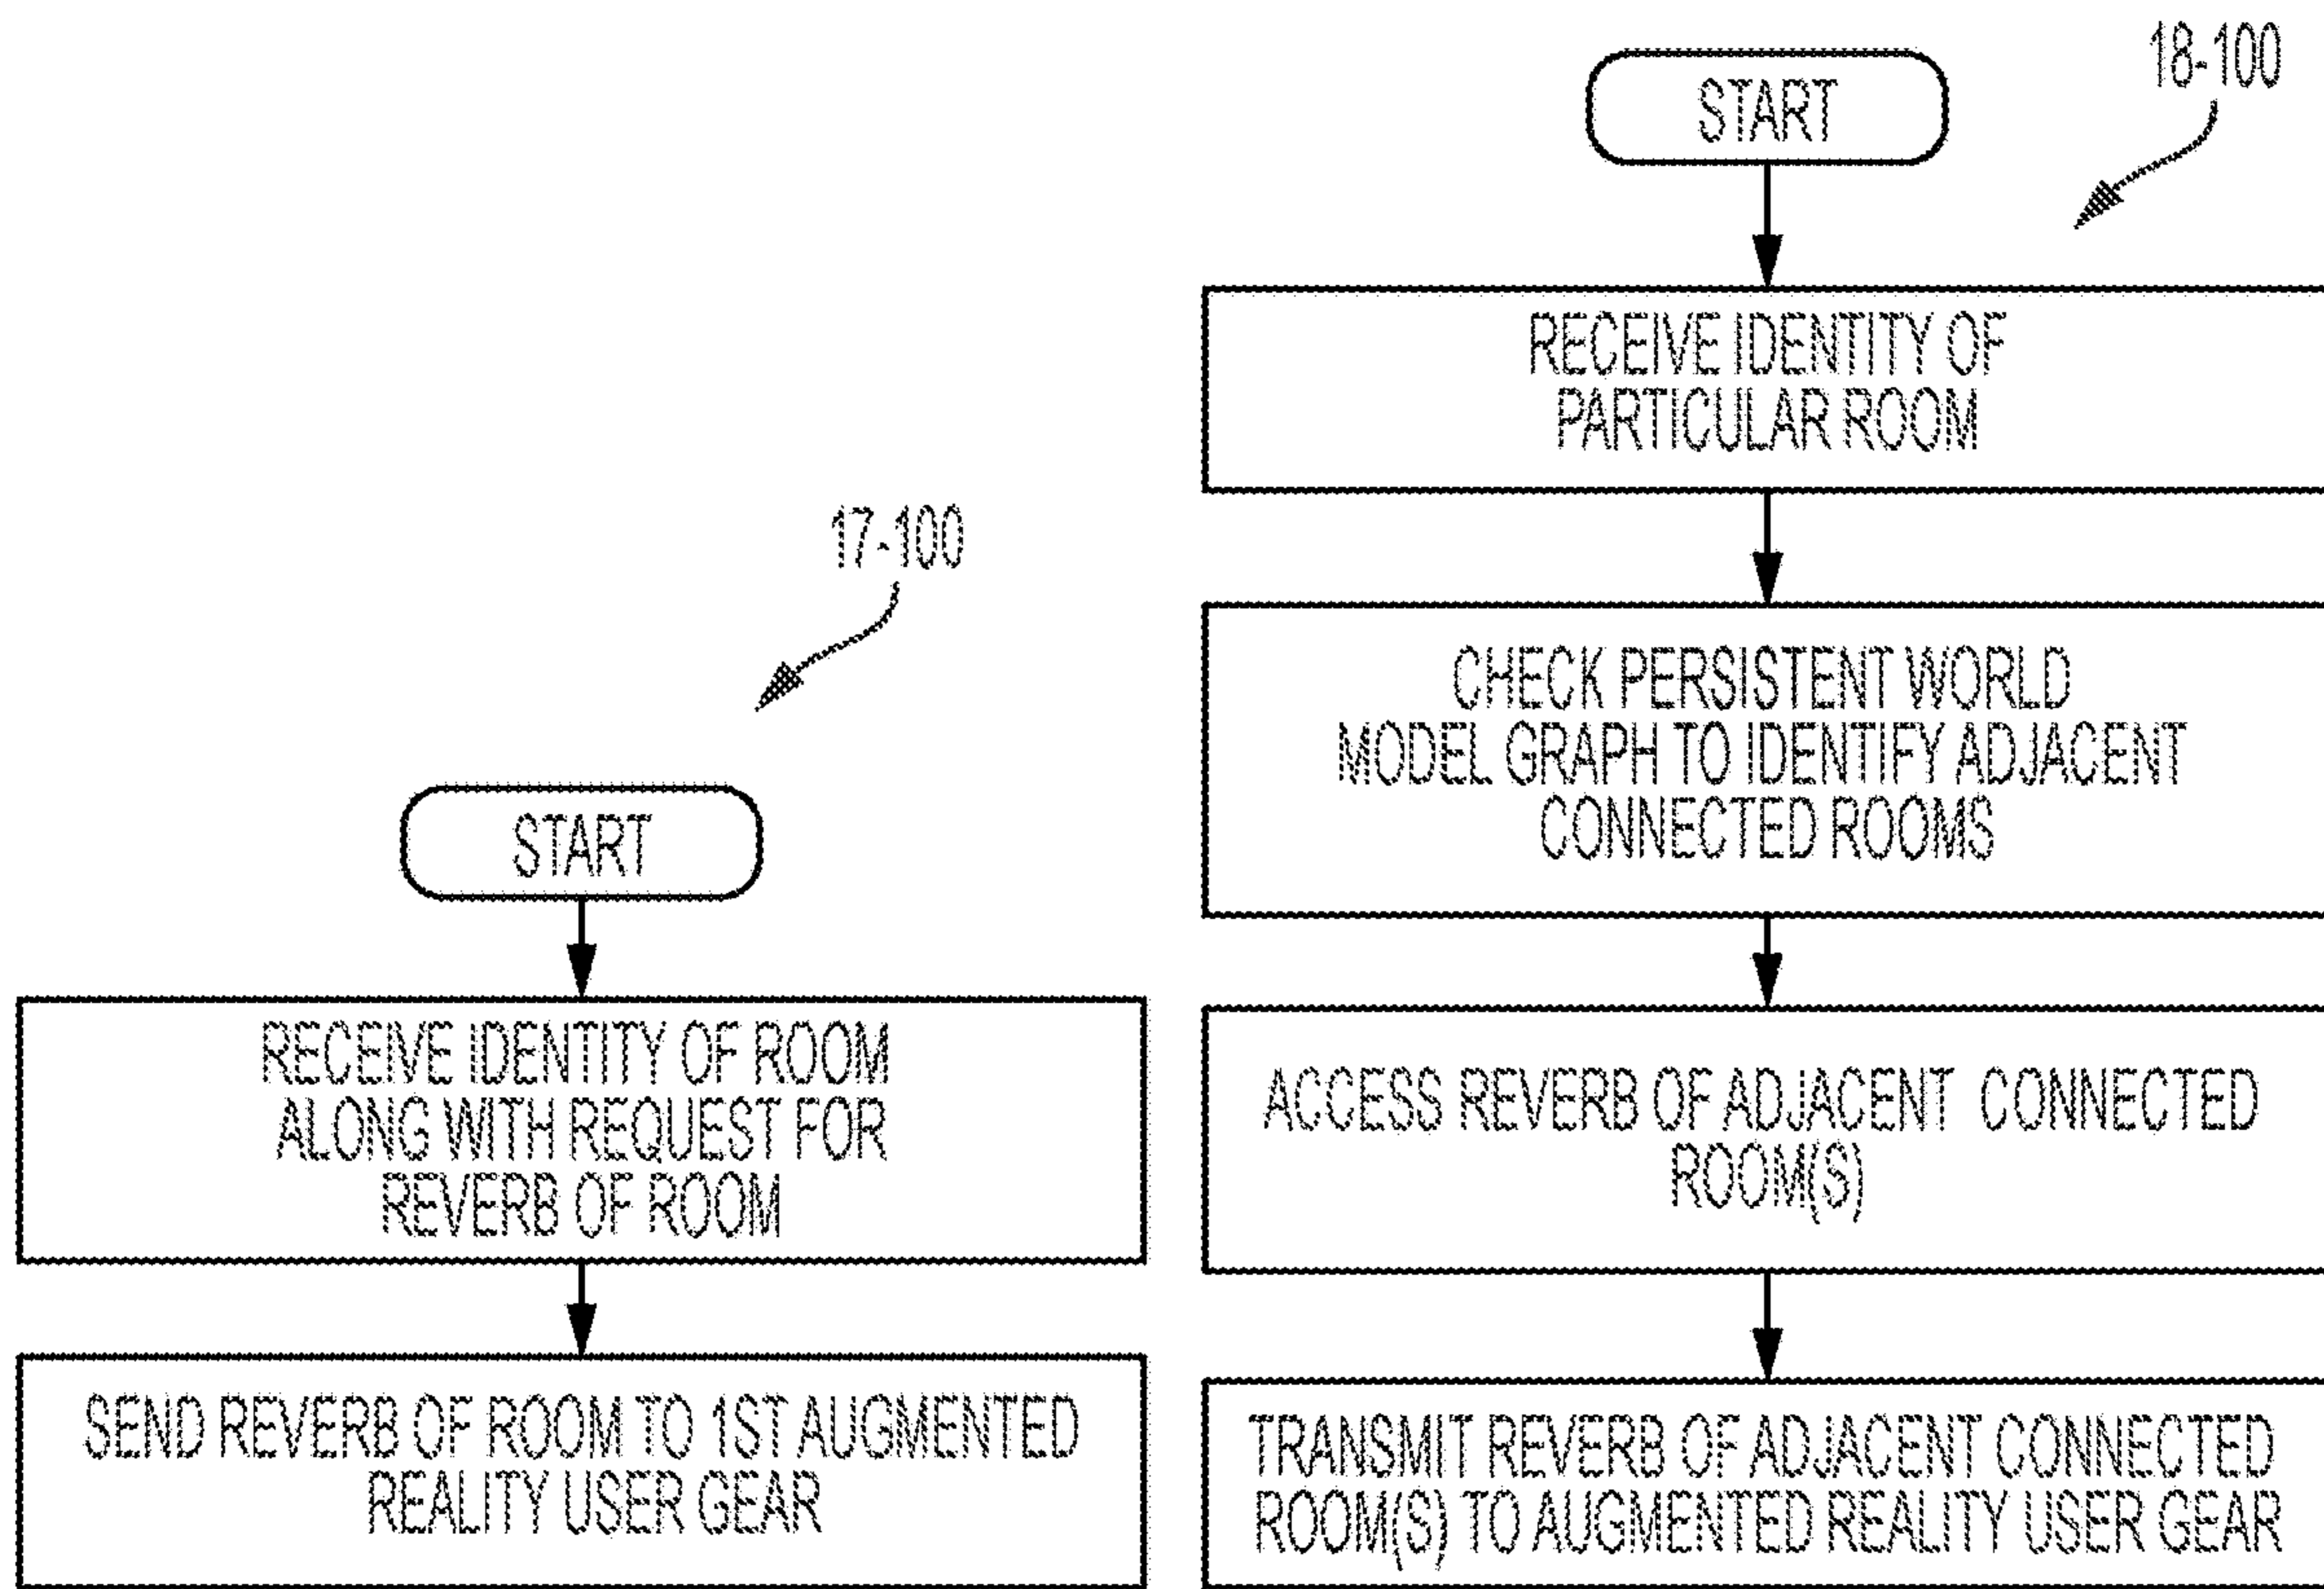 17-100
START
RECEIVE IDENTITY OF ROOM
ALONG WITH REQUEST FOR
REVERB OF ROOM
SEND REVERB OF ROOM TO 1ST AUGMENTED
REALITY USER GEAR
18-100
START
RECEIVE IDENTITY OF
PARTICULAR ROOM
CHECK PERSISTENT WORLD
MODEL GRAPH TO IDENTIFY ADJACENT
CONNECTED ROOMS
ACCESS REVERB OF ADJACENT CONNECTED
ROOM(S)
TRANSMIT REVERB OF ADJACENT CONNECTED
ROOM(S) TO AUGMENTED REALITY USER GEAR